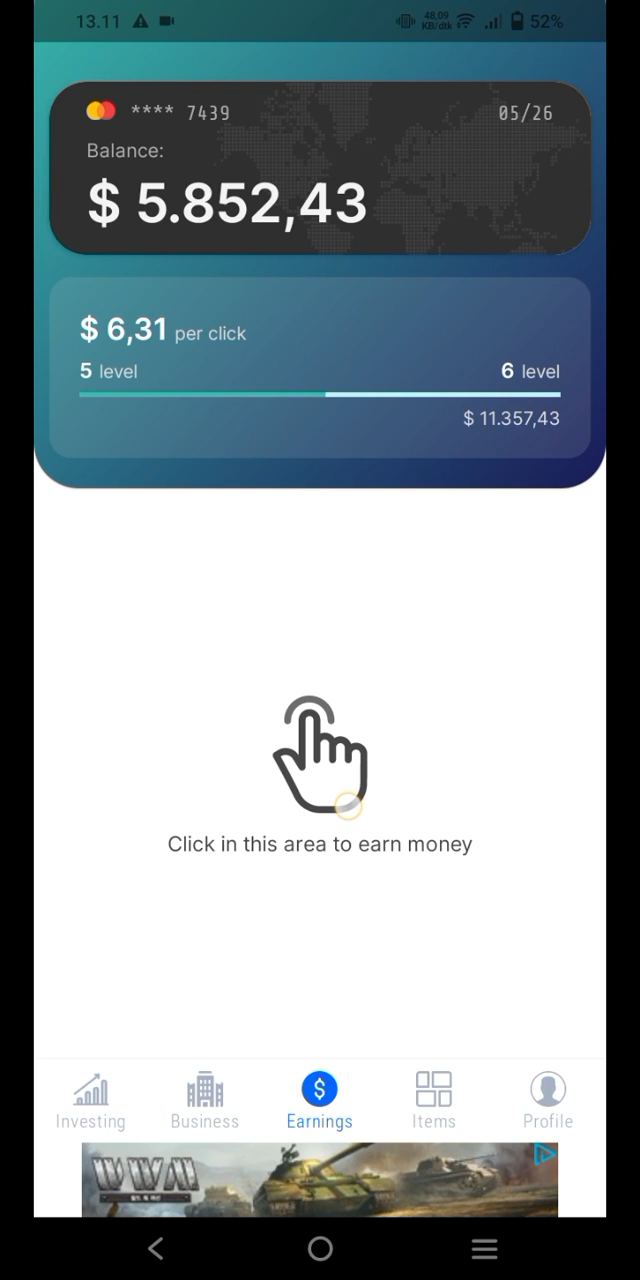 13.11 48,09 KB/dtk 52%
**** 7439 05/26
Balance:
$ 5.852,43
$ 6,31 per click
5 level 6 level
$ 11.357,43
Click in this area to earn money
Investing Business Earnings Items Profile